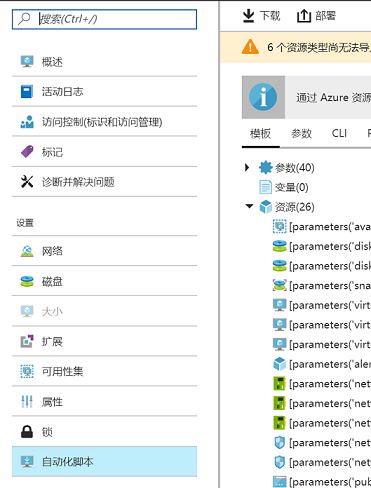 搜索(Ctrl+/)
概述
活动日志
访问控制(标识和访问管理)
标记
诊断并解决问题
设置
网络
磁盘
大小
扩展
可用性集
属性
锁
自动化脚本
下载 部署
6 个资源类型尚无法导
通过 Azure 资源
模板 参数 CLI
参数(40)
变量(0)
资源(26)
[parameters('ava
[parameters('disk
[parameters('disk
[parameters('sna
[parameters('virt
[parameters('virt
[parameters('virt
[parameters('aler
[parameters('net
[parameters('net
[parameters('net
[parameters('net
[parameters('net
[parameters('pub